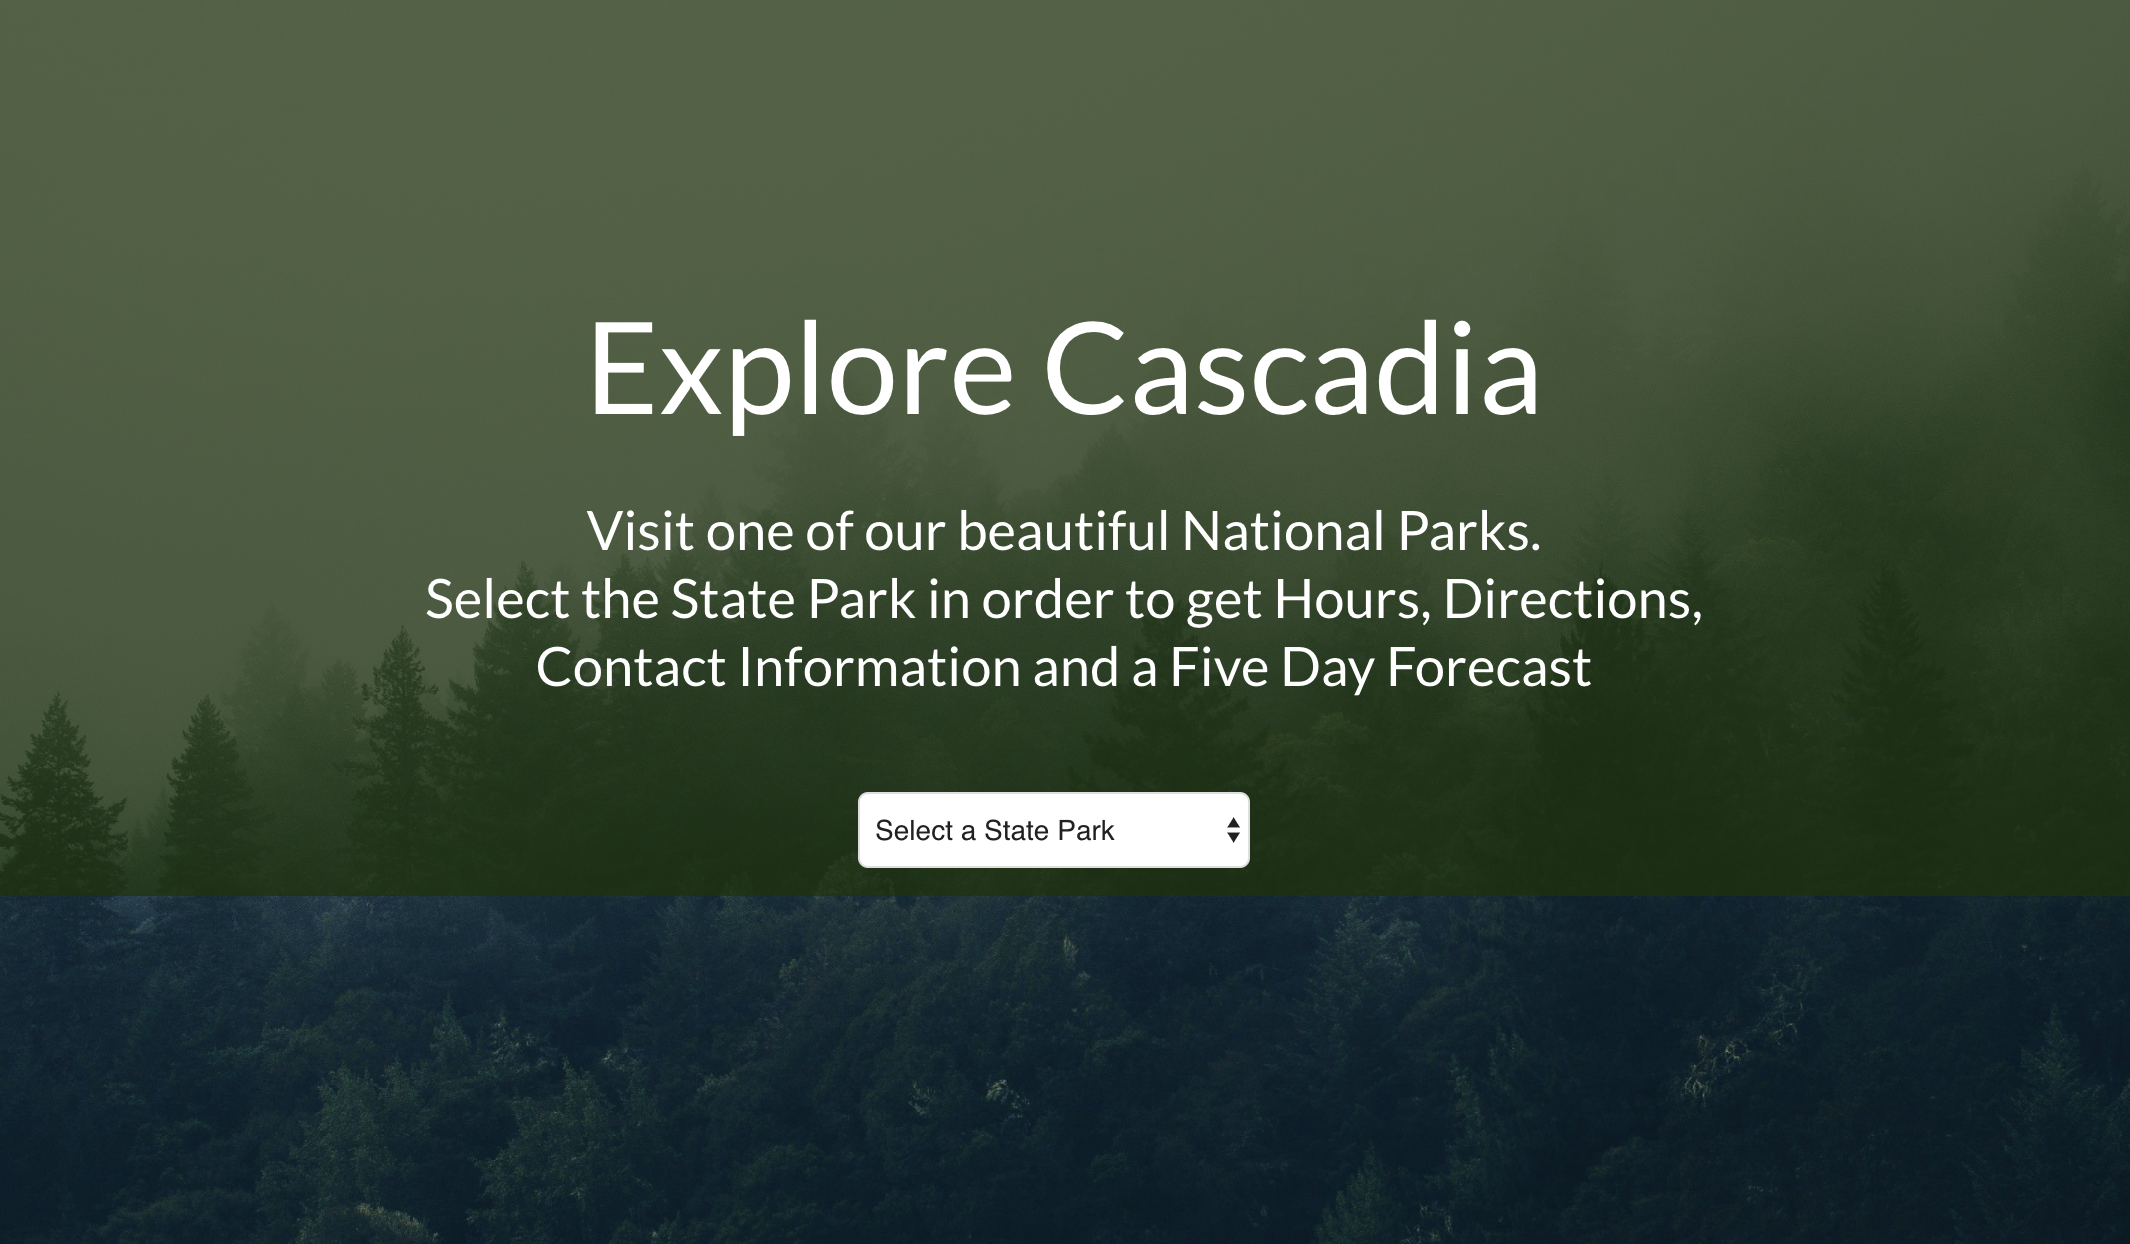 Explore Cascadia
Visit one of our beautiful National Parks.
Select the State Park in order to get Hours, Directions,
Contact Information and a Five Day Forecast
Select a State Park